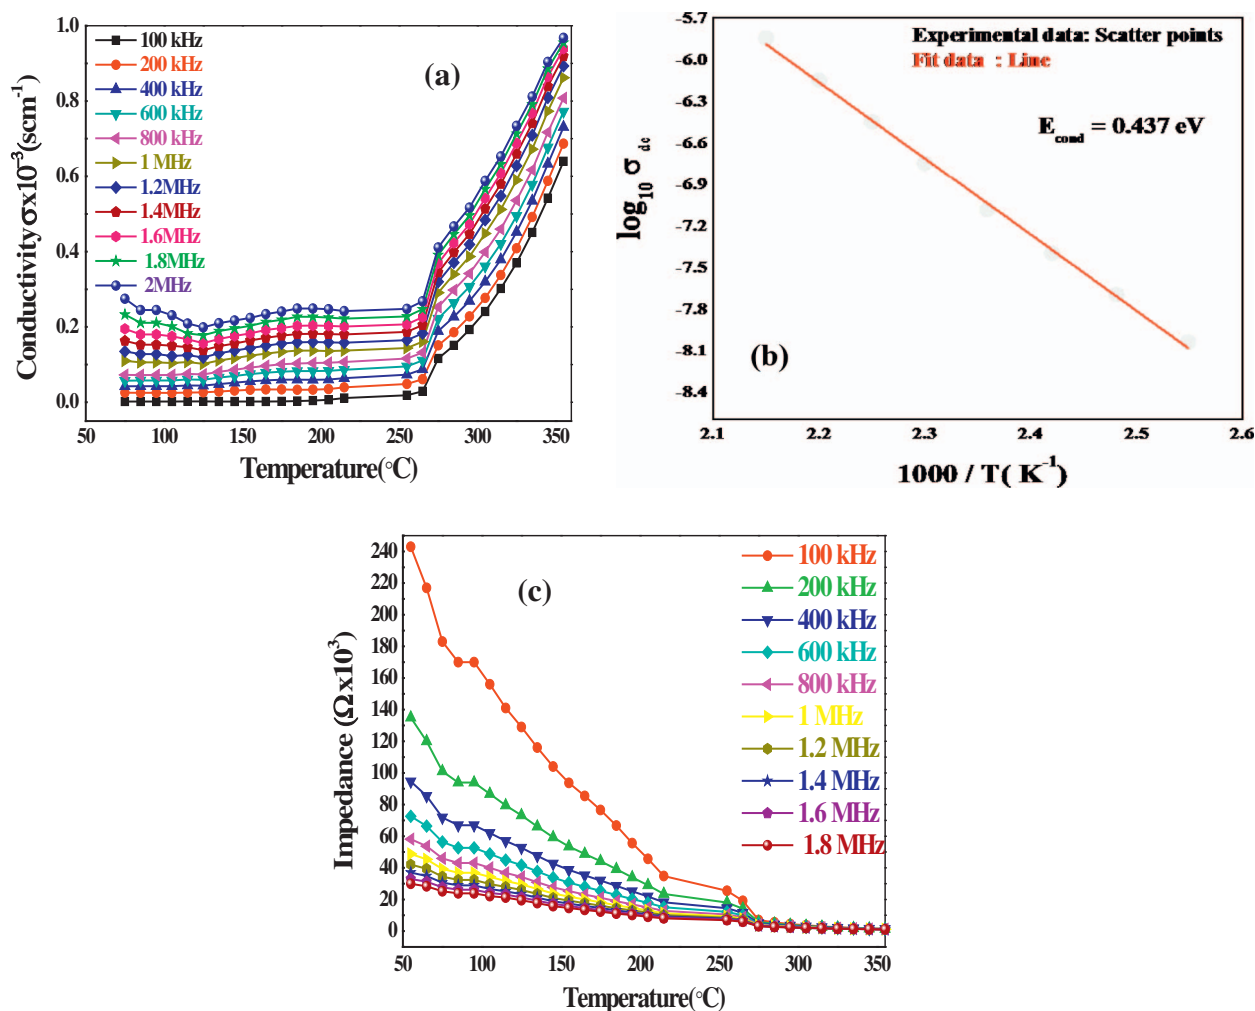 (a)
100 kHz
200 kHz
400 kHz
600 kHz
800 kHz
1 MHz
1.2MHz
1.4MHz
1.6MHz
1.8MHz
2MHz
1.0
0.8
0.6
0.4
0.2
0.0
Conductivity σx10⁻³(scm⁻¹)
50 100 150 200 250 300 350
Temperature(°C)
-5.7
-6.0
-6.3
-6.6
-6.9
-7.2
-7.5
-7.8
-8.1
-8.4
log₁₀ σ dc
Experimental data: Scatter points
Fit data : Line
E cond = 0.437 eV
(b)
2.1 2.2 2.3 2.4 2.5 2.6
1000 / T( K⁻¹)
(c)
240
220
200
180
160
140
120
100
80
60
40
20
0
Impedance (Ω x10³)
100 kHz
200 kHz
400 kHz
600 kHz
800 kHz
1 MHz
1.2 MHz
1.4 MHz
1.6 MHz
1.8 MHz
50 100 150 200 250 300 350
Temperature(°C)